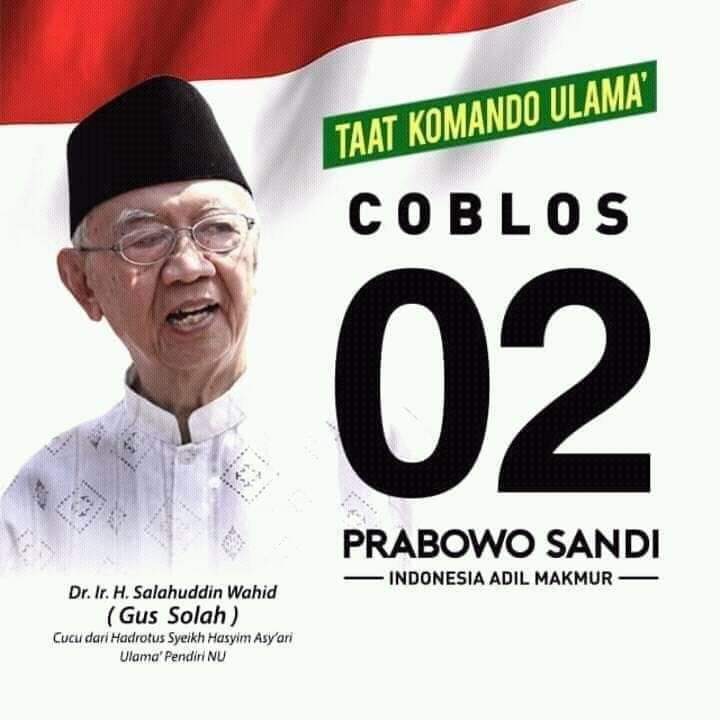 TAAT KOMANDO ULAMA'
COBLOS
02
PRABOWO SANDI
INDONESIA ADIL MAKMUR
Dr. Ir. H. Salahuddin Wahid
( Gus Solah )
Cucu dari Hadrotus Syeikh Hasyim Asy'ari
Ulama' Pendiri NU